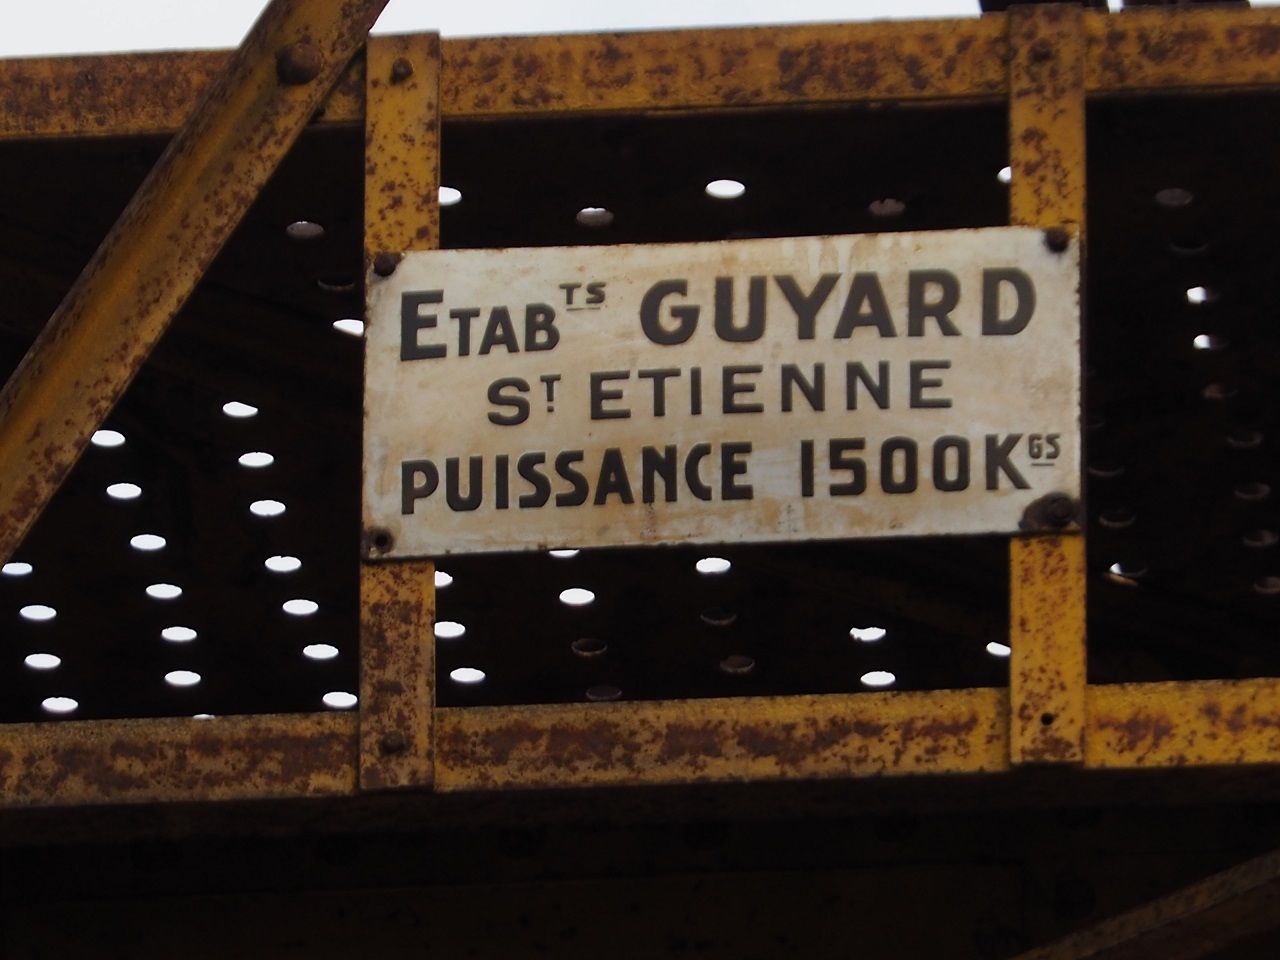 ETABTS GUYARD
ST ETIENNE
PUISSANCE 1500KGS